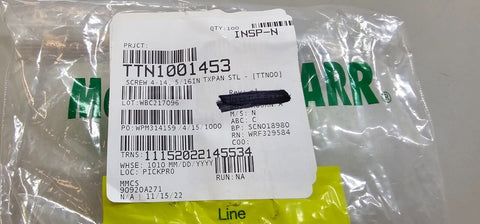 QTY:100
INSP-N
PRJCT:
TTN1001453
SCREW 4-14, 5/16IN TXPAN STL - [TTN00]
LOT:WBC217096
M/S: N
ABC: C
PO: WPM314159 /4/15/1000
BP: SCN018980
RN: WRF329584
COO:
TRNS: 11152022145534
WHSE: 1010 MM/DD/YYYY
LOC: PICKPRO
RUN: NA
MMCS
90920A271
N/A | 11/15/22
ARR
Line